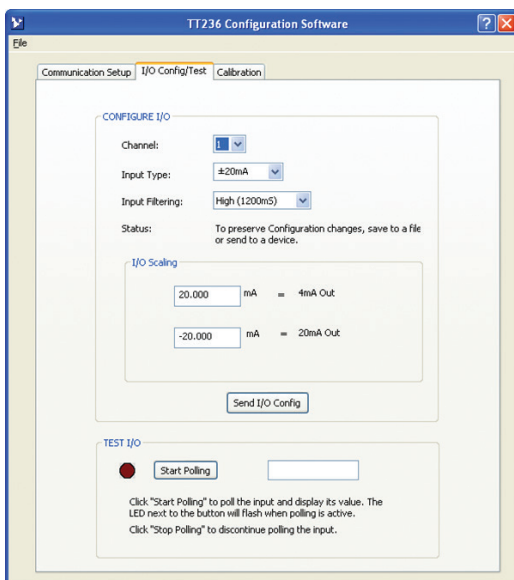 TT236 Configuration Software
File
Communication Setup I/O Config/Test Calibration
CONFIGURE I/O
Channel: 1
Input Type: ±20mA
Input Filtering: High (1200mS)
Status: To preserve Configuration changes, save to a file
or send to a device.
I/O Scaling
20.000 mA = 4mA Out
-20.000 mA = 20mA Out
Send I/O Config
TEST I/O
Start Polling
Click "Start Polling" to poll the input and display its value. The
LED next to the button will flash when polling is active.
Click "Stop Polling" to discontinue polling the input.